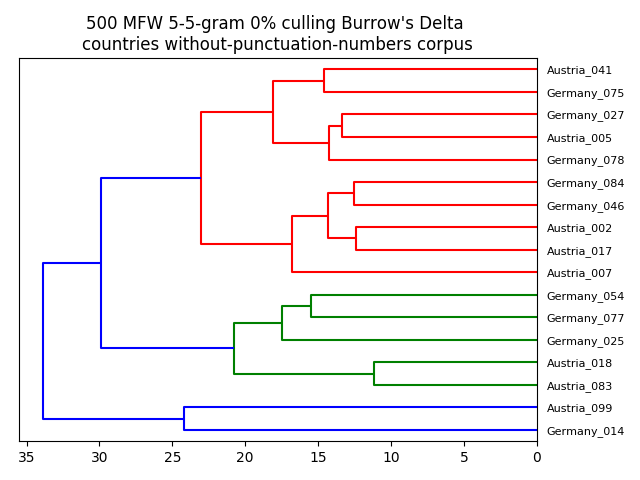 500 MFW 5-5-gram 0% culling Burrow's Delta
countries without-punctuation-numbers corpus
Austria_041
Germany_075
Germany_027
Austria_005
Germany_078
Germany_084
Germany_046
Austria_002
Austria_017
Austria_007
Germany_054
Germany_077
Germany_025
Austria_018
Austria_083
Austria_099
Germany_014
35 30 25 20 15 10 5 0